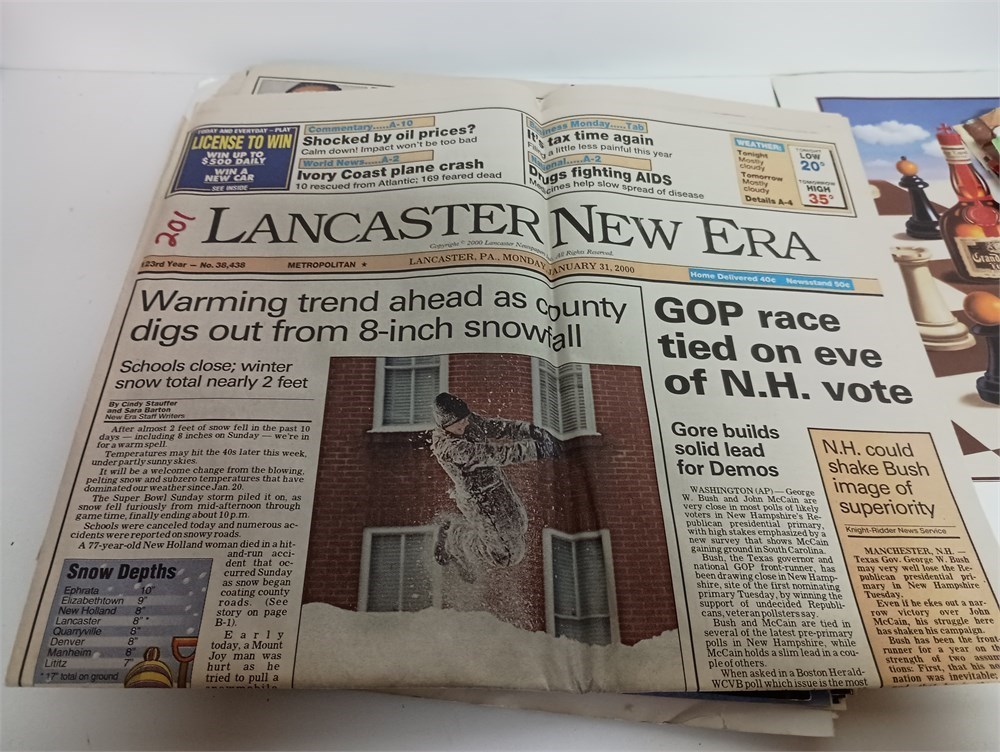 TODAY AND EVERYDAY - PLAY
LICENSE TO WIN
WIN UP TO
$500 DAILY
WIN A
NEW CAR
SEE INSIDE
Commentary.....A-10
Shocked by oil prices?
Calm down! Impact won't be too bad
World News.....A-2
Ivory Coast plane crash
10 rescued from Atlantic; 169 feared dead
Monday.....Tab
It's tax time again
a little less painful this year
A-2
Drugs fighting AIDS
help slow spread of disease
WEATHER:
Tonight
Mostly
cloudy
Tomorrow
Mostly
cloudy
Details A-4
TONIGHT
LOW
20°
TOMORROW
HIGH
35°
201
LANCASTER NEW ERA
Copyright © 2000 Lancaster All Rights Reserved.
123rd Year — No. 38,438 METROPOLITAN ★ LANCASTER, PA., MONDAY JANUARY 31, 2000 Home Delivered 40¢ Newsstand 50¢
Warming trend ahead as county
digs out from 8-inch snowfall
Schools close; winter
snow total nearly 2 feet
By Cindy Stauffer
and Sara Barton
New Era Staff Writers
After almost 2 feet of snow fell in the past 10
days — including 8 inches on Sunday — we're in
for a warm spell.
Temperatures may hit the 40s later this week,
under partly sunny skies.
It will be a welcome change from the blowing,
pelting snow and subzero temperatures that have
dominated our weather since Jan. 20.
The Super Bowl Sunday storm piled it on, as
snow fell furiously from mid-afternoon through
game time, finally ending about 10 p.m.
Schools were canceled today and numerous ac-
cidents were reported on snowy roads.
A 77-year-old New Holland woman died in a hit-
and-run acci-
dent that oc-
curred Sunday
as snow began
coating county
roads. (See
story on page
B-1).
Early
today, a Mount
Joy man was
hurt as he
tried to pull a
snowmobile
Snow Depths
Ephrata 10"
Elizabethtown 9"
New Holland 8"
Lancaster 8" *
Quarryville 8"
Denver 8"
Manheim 8"
Lititz 7"
* 17" total on ground
GOP race
tied on eve
of N.H. vote
Gore builds
solid lead
for Demos
WASHINGTON (AP) — George
W. Bush and John McCain are
very close in most polls of likely
voters in New Hampshire's Re-
publican presidential primary,
with high stakes emphasized by a
new survey that shows McCain
gaining ground in South Carolina.
Bush, the Texas governor and
national GOP front-runner, has
been drawing close in New Hamp-
shire, site of the first nominating
primary Tuesday, by winning the
support of undecided Republi-
cans, veteran pollsters say.
Bush and McCain are tied in
several of the latest pre-primary
polls in New Hampshire, while
McCain holds a slim lead in a cou-
ple of others.
When asked in a Boston Herald-
WCVB poll which issue is the most
N.H. could
shake Bush
image of
superiority
Knight-Ridder News Service
MANCHESTER, N.H. —
Texas Gov. George W. Bush
may very well lose the Re-
publican presidential pri-
mary in New Hampshire
Tuesday.
Even if he ekes out a nar-
row victory over John
McCain, his struggle here
has shaken his campaign.
Bush has been the front-
runner for a year on th
strength of two assum
tions: First, that his no
nation was inevitable;